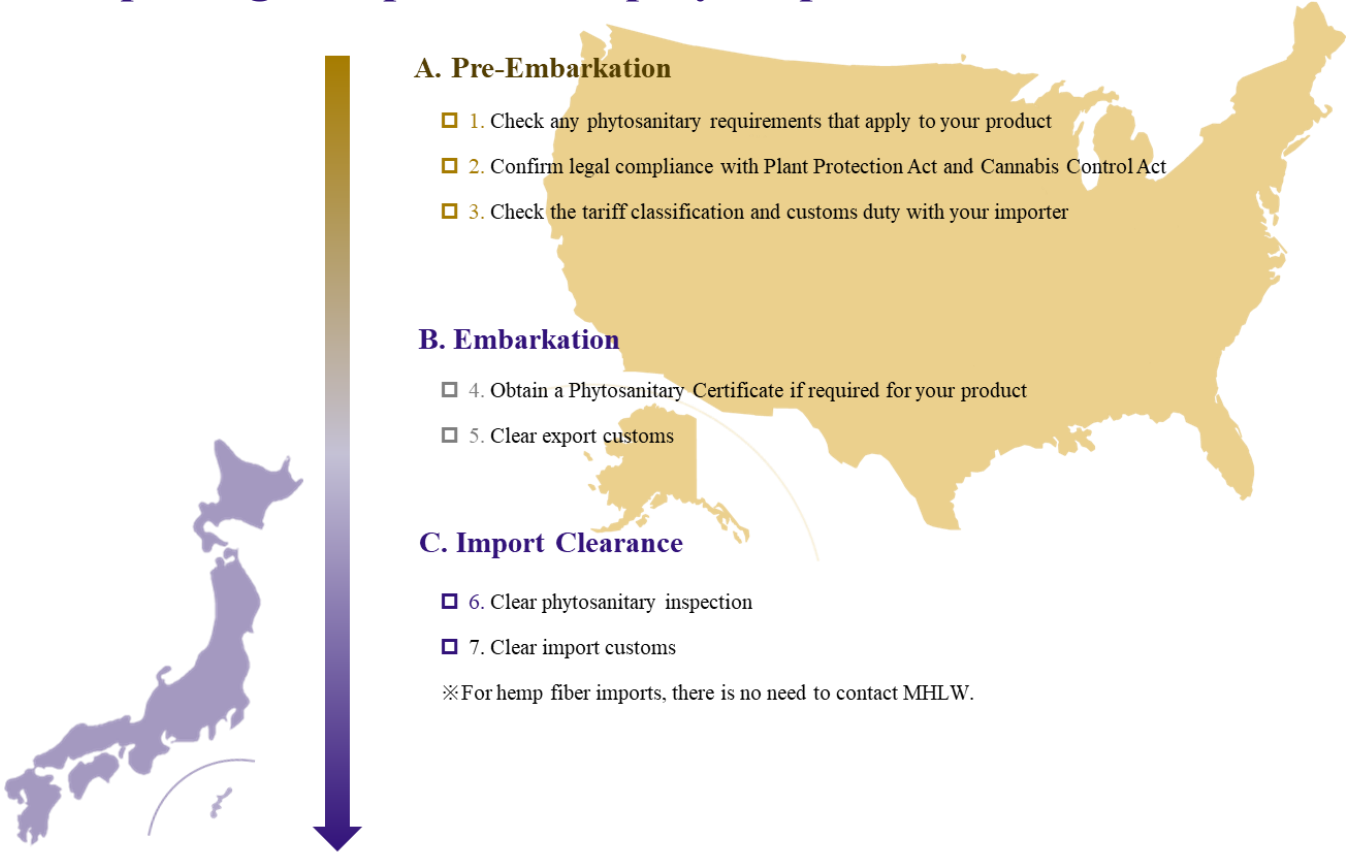 A. Pre-Embarkation
1. Check any phytosanitary requirements that apply to your product
2. Confirm legal compliance with Plant Protection Act and Cannabis Control Act
3. Check the tariff classification and customs duty with your importer
B. Embarkation
4. Obtain a Phytosanitary Certificate if required for your product
5. Clear export customs
C. Import Clearance
6. Clear phytosanitary inspection
7. Clear import customs
※For hemp fiber imports, there is no need to contact MHLW.